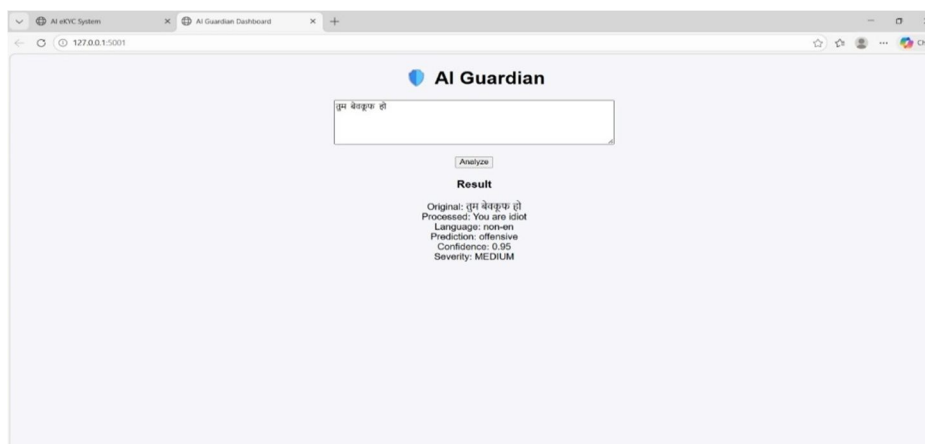 AI eKYC System
AI Guardian Dashboard
127.0.0.1:5001
AI Guardian
तुम बेवकूफ हो
Analyze
Result
Original: तुम बेवकूफ हो
Processed: You are idiot
Language: non-en
Prediction: offensive
Confidence: 0.95
Severity: MEDIUM